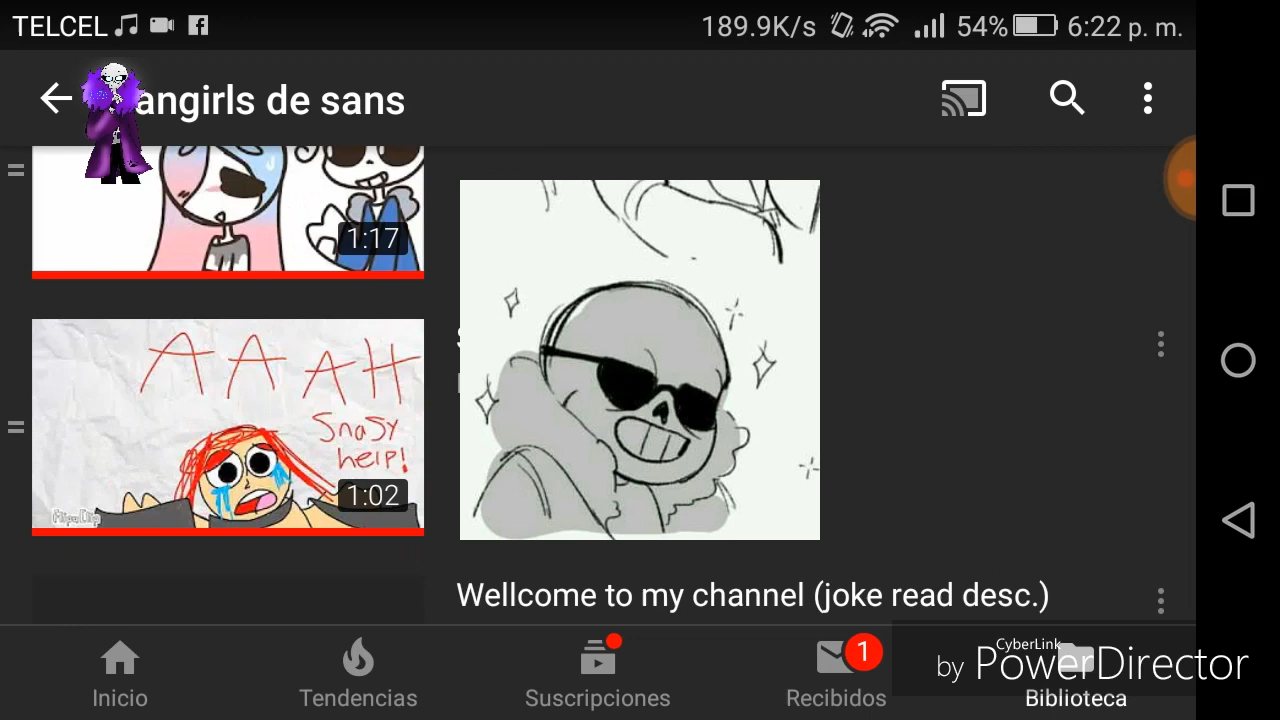 TELCEL 189.9K/s 54% 6:22 p. m.
angirls de sans
1:17
AAAH
Snasy
help!
FlipaClip
1:02
Wellcome to my channel (joke read desc.)
1
Inicio Tendencias Suscripciones Recibidos Biblioteca
CyberLink
by PowerDirector